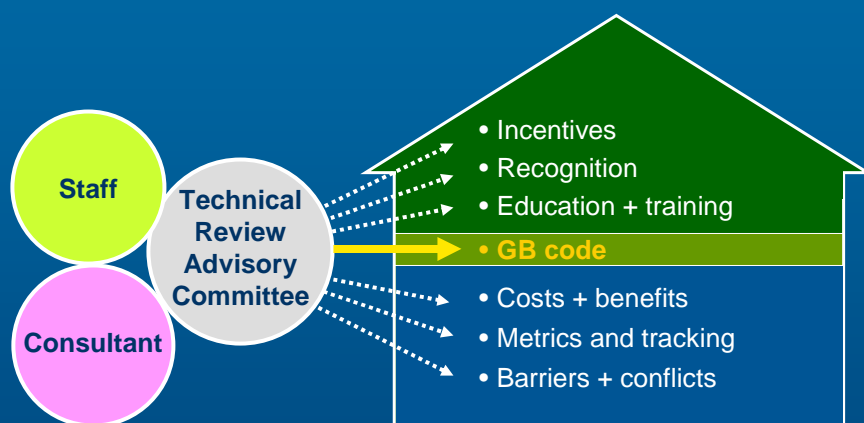 Staff
Consultant
Technical
Review
Advisory
Committee
• Incentives
• Recognition
• Education + training
• GB code
• Costs + benefits
• Metrics and tracking
• Barriers + conflicts